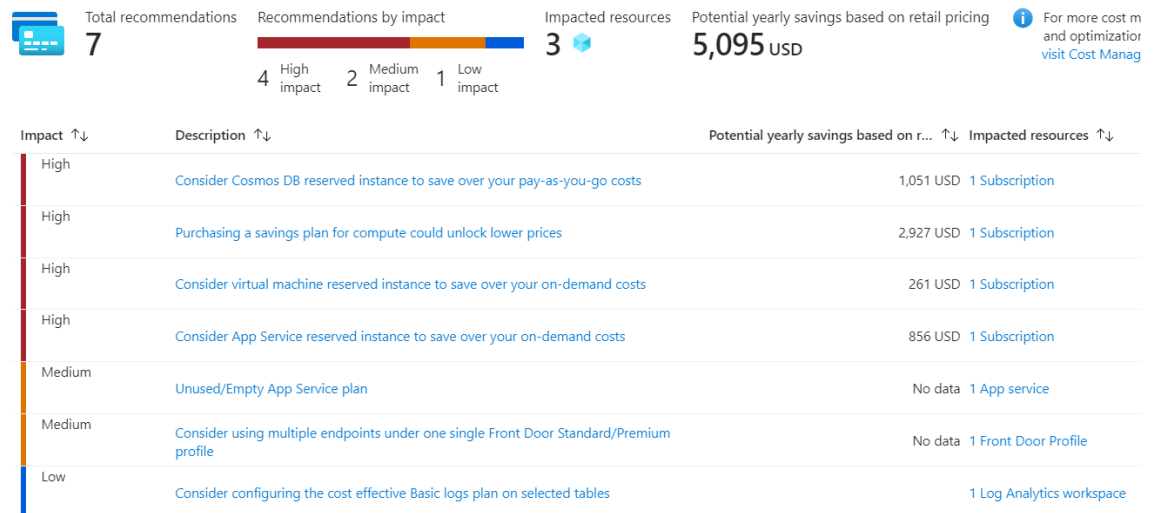 Total recommendations
7
Recommendations by impact
4 High impact
2 Medium impact
1 Low impact
Impacted resources
3
Potential yearly savings based on retail pricing
5,095 USD
For more cost m
and optimization
visit Cost Manag
Impact Description Potential yearly savings based on r... Impacted resources
High
Consider Cosmos DB reserved instance to save over your pay-as-you-go costs 1,051 USD 1 Subscription
High
Purchasing a savings plan for compute could unlock lower prices 2,927 USD 1 Subscription
High
Consider virtual machine reserved instance to save over your on-demand costs 261 USD 1 Subscription
High
Consider App Service reserved instance to save over your on-demand costs 856 USD 1 Subscription
Medium
Unused/Empty App Service plan No data 1 App service
Medium
Consider using multiple endpoints under one single Front Door Standard/Premium
profile No data 1 Front Door Profile
Low
Consider configuring the cost effective Basic logs plan on selected tables 1 Log Analytics workspace